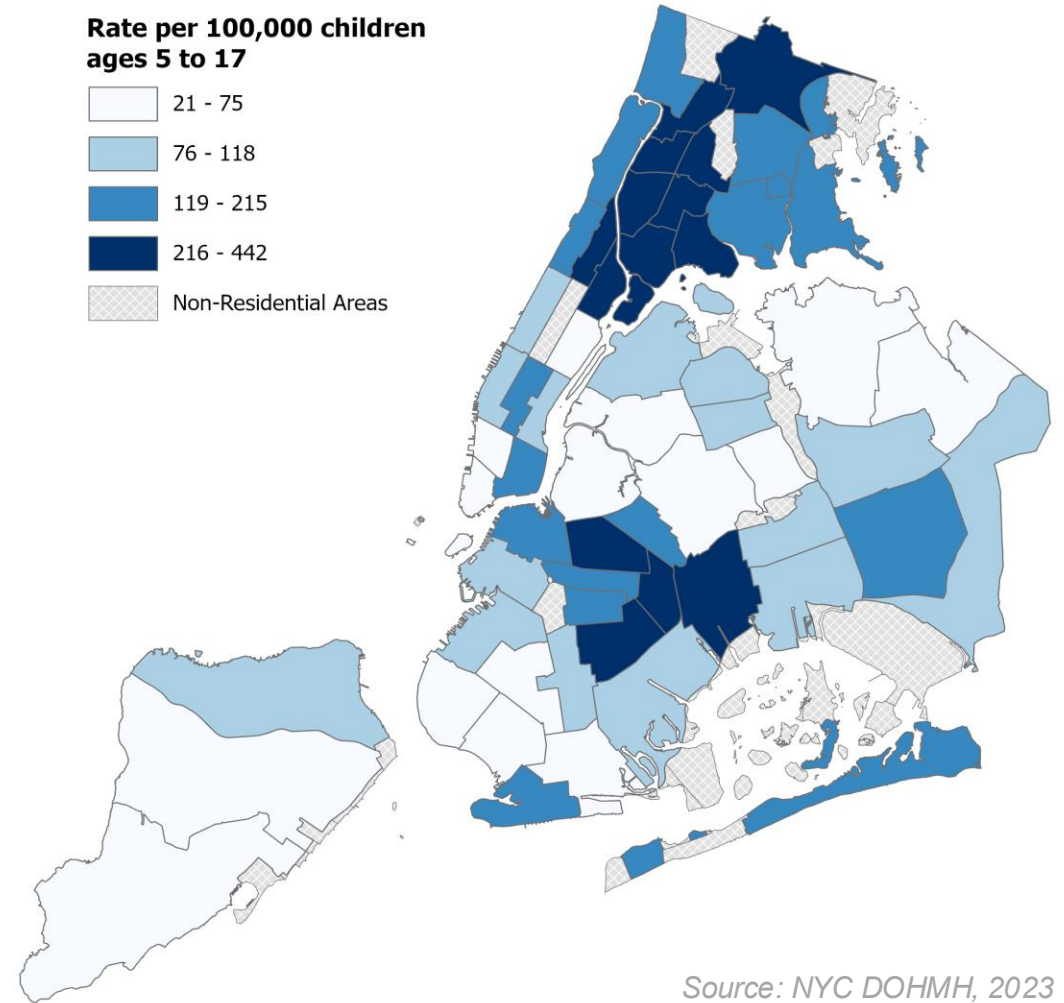 Rate per 100,000 children
ages 5 to 17
21 - 75
76 - 118
119 - 215
216 - 442
Non-Residential Areas
Source: NYC DOHMH, 2023